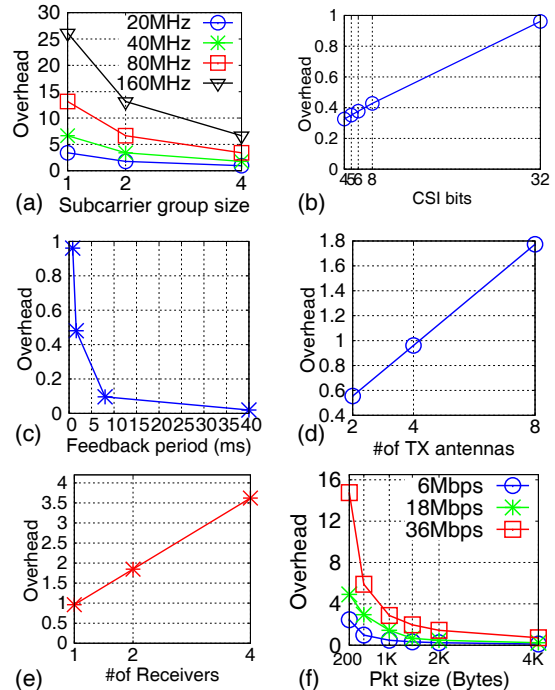 30
25
20
15
10
5
0
Overhead
20MHz
40MHz
80MHz
160MHz
1 2 4
(a) Subcarrier group size
1
0.8
0.6
0.4
0.2
0
Overhead
4 5 6 8 32
(b) CSI bits
1
0.8
0.6
0.4
0.2
0
Overhead
0 5 10 15 20 25 30 35 40
(c) Feedback period (ms)
1.8
1.6
1.4
1.2
1
0.8
0.6
0.4
Overhead
2 4 8
(d) #of TX antennas
4
3.5
3
2.5
2
1.5
1
0.5
0
Overhead
1 2 4
(e) #of Receivers
16
12
8
4
0
Overhead
6Mbps
18Mbps
36Mbps
200 1K 2K 4K
(f) Pkt size (Bytes)